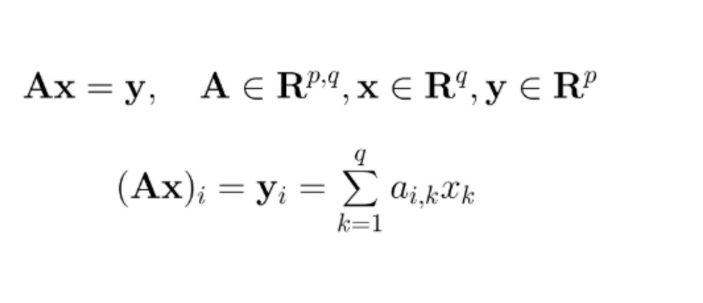 𝐀𝐱 = 𝐲, 𝐀 ∈ 𝐑^{p,q}, 𝐱 ∈ 𝐑^q, 𝐲 ∈ 𝐑^p
(𝐀𝐱)_i = 𝐲_i = ∑_{k=1}^{q} a_{i,k}x_k